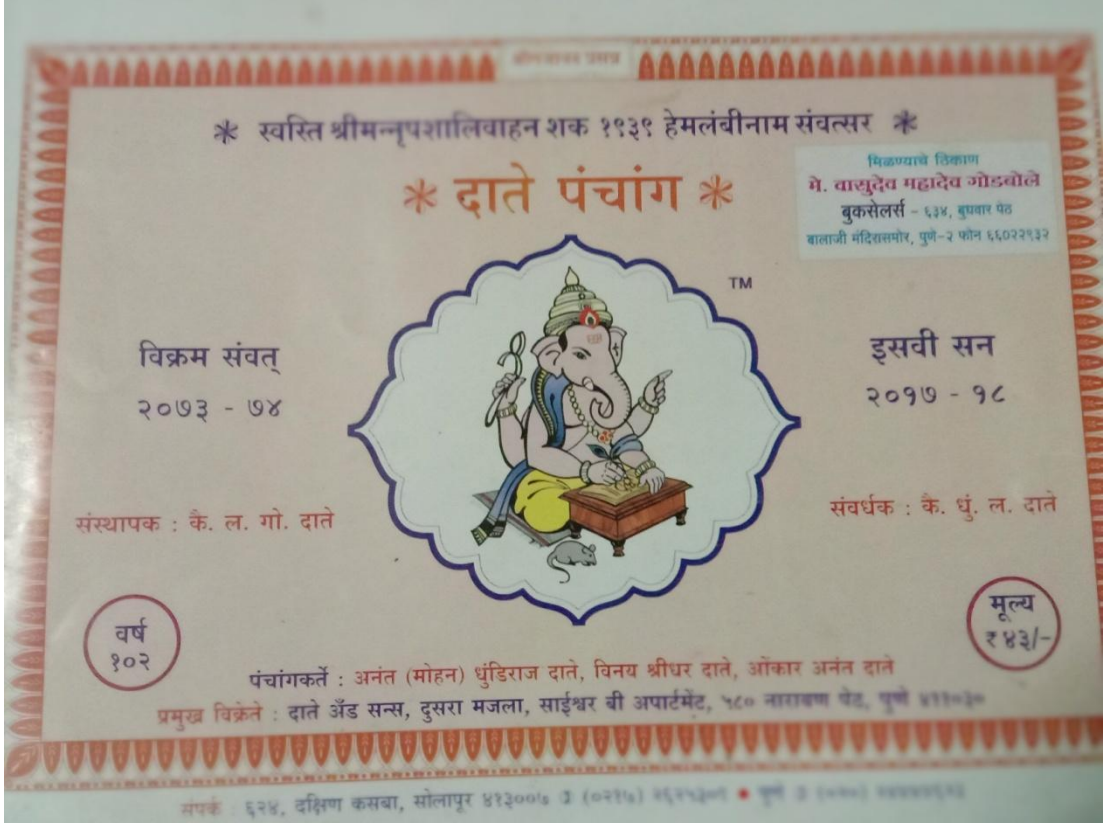 * स्वस्ति श्रीमन्नृपशालिवाहन शक १९३९ हेमलंबीनाम संवत्सर *
मिळण्याचे ठिकाण
मे. वासुदेव महादेव गोडबोले
बुकसेलर्स - ६३४, बुधवार पेठ
बालाजी मंदिरासमोर, पुणे-२ फोन ६६०२२९३२
* दाते पंचांग *
TM
विक्रम संवत्
२०७३ - ७४
इसवी सन
२०१७ - १८
संस्थापक : कै. ल. गो. दाते
संवर्धक : कै. धुं. ल. दाते
वर्ष
१०२
मूल्य
₹ ४३/-
पंचांगकर्ते : अनंत (मोहन) धुंडिराज दाते, विनय श्रीधर दाते, ओंकार अनंत दाते
प्रमुख विक्रेते : दाते अँड सन्स, दुसरा मजला, साईश्वर बी अपार्टमेंट, ५८० नारायण पेठ, पुणे ४११०३०
संपर्क : ६२४, दक्षिण कसबा, सोलापूर ४१३००७